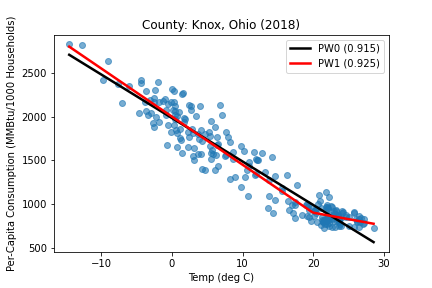 County: Knox, Ohio (2018)
PW0 (0.915)
PW1 (0.925)
Per-Capita Consumption (MMBtu/1000 Households)
2500
2000
1500
1000
500
−10
0
10
20
30
Temp (deg C)